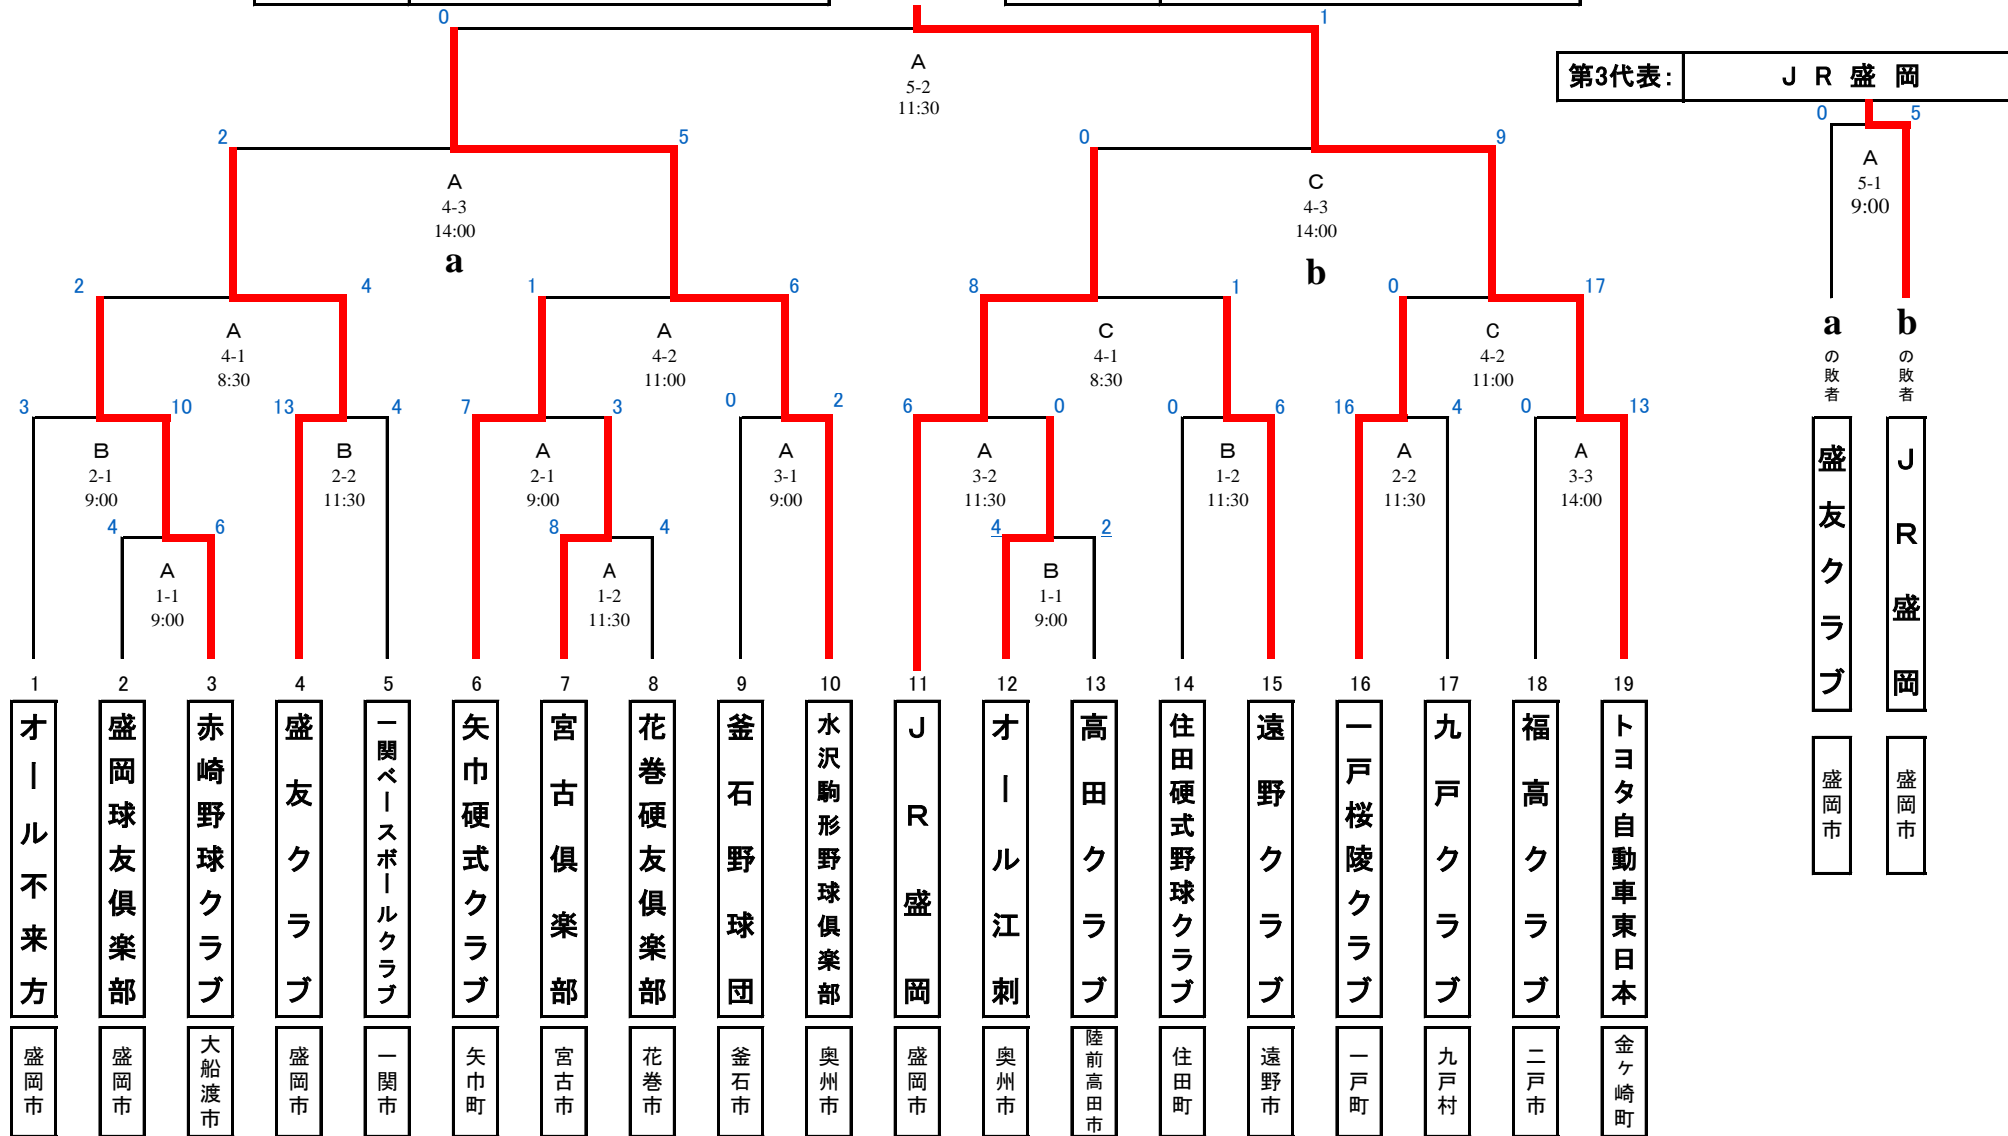 0
1
A
5-2
11:30
第3代表:
ＪＲ盛岡
0
5
A
5-1
9:00
2
5
0
9
A
4-3
14:00
a
C
4-3
14:00
b
2
4
1
6
8
1
0
17
A
4-1
8:30
A
4-2
11:00
C
4-1
8:30
C
4-2
11:00
a
の敗者
b
の敗者
3
10
13
4
7
3
0
2
6
0
0
6
16
4
0
13
B
2-1
9:00
B
2-2
11:30
A
2-1
9:00
A
3-1
9:00
A
3-2
11:30
B
1-2
11:30
A
2-2
11:30
A
3-3
14:00
4
6
8
4
4
2
A
1-1
9:00
A
1-2
11:30
B
1-1
9:00
盛友クラブ
ＪＲ盛岡
盛岡市
盛岡市
1
2
3
4
5
6
7
8
9
10
11
12
13
14
15
16
17
18
19
オール不来方
盛岡球友倶楽部
赤崎野球クラブ
盛友クラブ
一関ベースボールクラブ
矢巾硬式クラブ
宮古倶楽部
花巻硬友倶楽部
釜石野球団
水沢駒形野球倶楽部
ＪＲ盛岡
オール江刺
高田クラブ
住田硬式野球クラブ
遠野クラブ
一戸桜陵クラブ
九戸クラブ
福高クラブ
トヨタ自動車東日本
盛岡市
盛岡市
大船渡市
盛岡市
一関市
矢巾町
宮古市
花巻市
釜石市
奥州市
盛岡市
奥州市
陸前高田市
住田町
遠野市
一戸町
九戸村
二戸市
金ヶ崎町